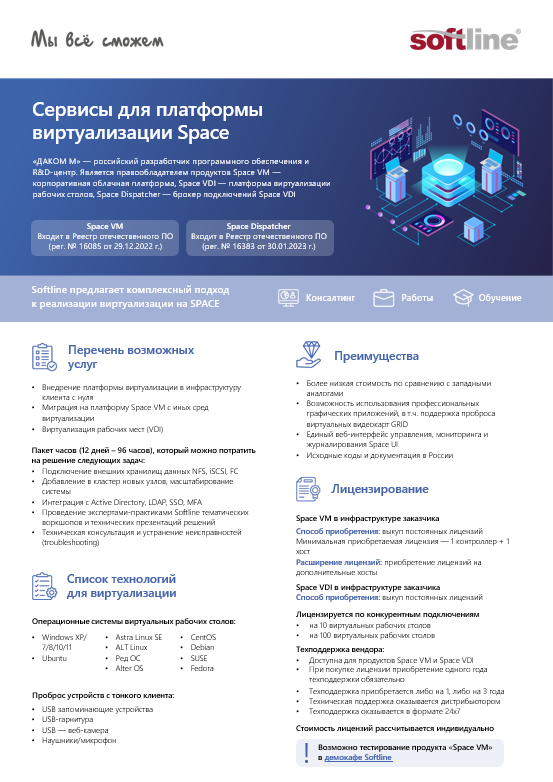 Мы всё сможем
softline®
Сервисы для платформы
виртуализации Space
«ДАКОМ М» — российский разработчик программного обеспечения и
R&D-центр. Является правообладателем продуктов Space VM —
корпоративная облачная платформа, Space VDI — платформа виртуализации
рабочих столов, Space Dispatcher — брокер подключений Space VDI
Space VM
Входит в Реестр отечественного ПО
(рег. № 16085 от 29.12.2022 г.)
Space Dispatcher
Входит в Реестр отечественного ПО
(рег. № 16383 от 30.01.2023 г.)
Softline предлагает комплексный подход
к реализации виртуализации на SPACE
Консалтинг
Работы
Обучение
Перечень возможных
услуг
• Внедрение платформы виртуализации в инфраструктуру
клиента с нуля
• Миграция на платформу Space VM с иных сред
виртуализации
• Виртуализация рабочих мест (VDI)
Пакет часов (12 дней – 96 часов), который можно потратить
на решение следующих задач:
• Подключение внешних хранилищ данных NFS, iSCSI, FC
• Добавление в кластер новых узлов, масштабирование
системы
• Интеграция с Active Directory, LDAP, SSO, MFA
• Проведение экспертами-практиками Softline тематических
воркшопов и технических презентаций решений
• Техническая консультация и устранение неисправностей
(troubleshooting)
Список технологий
для виртуализации
Операционные системы виртуальных рабочих столов:
• Windows XP/
7/8/10/11
• Ubuntu
• Astra Linux SE
• ALT Linux
• Ред ОС
• Alter OS
• CentOS
• Debian
• SUSE
• Fedora
Проброс устройств с тонкого клиента:
• USB запоминающие устройства
• USB-гарнитура
• USB — веб-камера
• Наушники/микрофон
Преимущества
• Более низкая стоимость по сравнению с западными
аналогами
• Возможность использования профессиональных
графических приложений, в т.ч. поддержка проброса
виртуальных видеокарт GRID
• Единый веб-интерфейс управления, мониторинга и
журналирования Space UI
• Исходные коды и документация в России
Лицензирование
Space VM в инфраструктуре заказчика
Способ приобретения: выкуп постоянных лицензий
Минимальная приобретаемая лицензия — 1 контроллер + 1
хост
Расширение лицензий: приобретение лицензий на
дополнительные хосты
Space VDI в инфраструктуре заказчика
Способ приобретения: выкуп постоянных лицензий
Лицензируется по конкурентным подключениям
• на 10 виртуальных рабочих столов
• на 100 виртуальных рабочих столов
Техподдержка вендора:
• Доступна для продуктов Space VM и Space VDI
• При покупке лицензии приобретение одного года
техподдержки обязательно
• Техподдержка приобретается либо на 1, либо на 3 года
• Техническая поддержка оказывается дистрибьютором
• Техподдержка оказывается в формате 24x7
Стоимость лицензий рассчитывается индивидуально
! Возможно тестирование продукта «Space VM»
в демокафе Softline